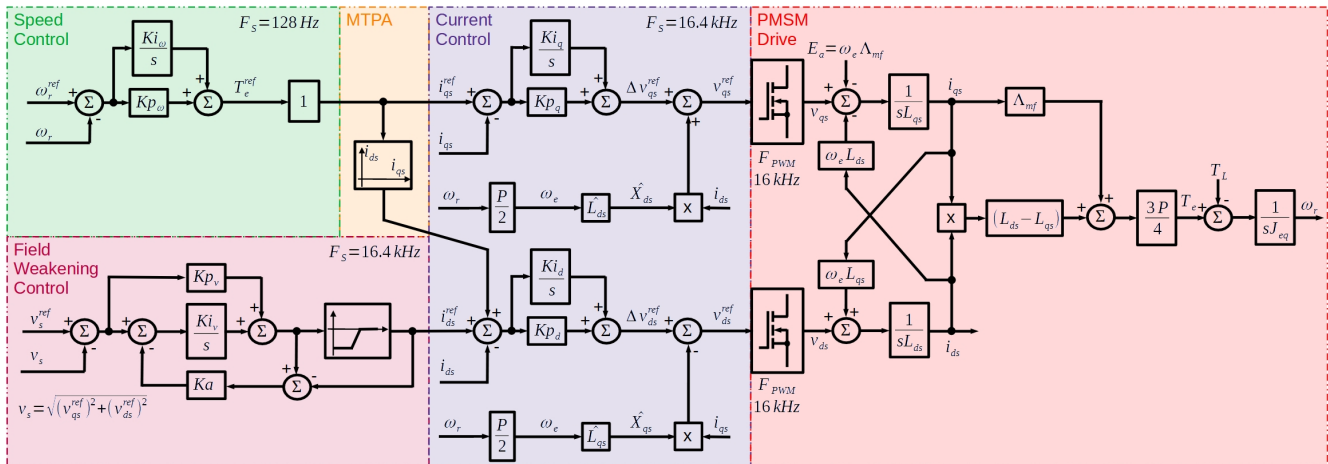 Speed
Control
F_S = 128 Hz
ω_r^ref
+
Σ
-
ω_r
Ki_ω/s
Kp_ω
+
+
Σ
T_e^ref
1
MTPA
i_ds
i_qs
Current
Control
F_S = 16.4 kHz
i_qs^ref
+
Σ
-
i_qs
Ki_q/s
Kp_q
+
+
Σ
Δ v_qs^ref
+
Σ
+
v_qs^ref
ω_r
P/2
ω_e
L̂_ds
X̂_ds
x
i_ds
i_ds^ref
+
+
Σ
-
i_ds
Ki_d/s
Kp_d
+
+
Σ
Δ v_ds^ref
+
Σ
-
v_ds^ref
ω_r
P/2
ω_e
L̂_qs
X̂_qs
x
i_qs
Field
Weakening
Control
F_S = 16.4 kHz
v_s^ref
+
Σ
-
v_s
Kp_v
+
Σ
-
Ki_v/s
+
+
Σ
Ka
+
Σ
-
v_s = √((v_qs^ref)^2 + (v_ds^ref)^2)
PMSM
Drive
E_a = ω_e Λ_mf
F_PWM
16 kHz
v_qs
+
-
Σ
-
1/(sL_qs)
i_qs
Λ_mf
ω_e L_ds
x
(L_ds − L_qs)
+
+
Σ
3P/4
T_e
T_L
+
-
Σ
1/(sJ_eq)
ω_r
ω_e L_qs
F_PWM
16 kHz
v_ds
+
+
Σ
1/(sL_ds)
i_ds